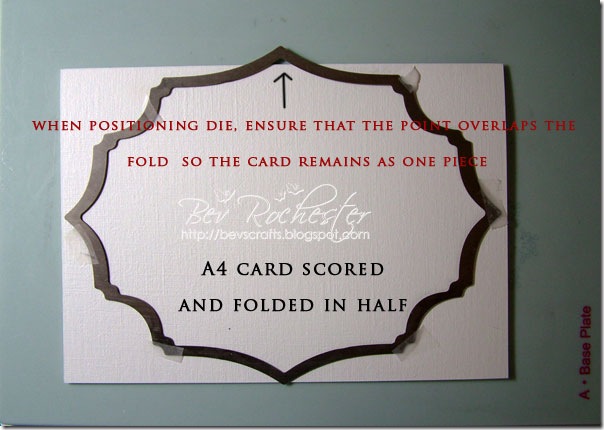 WHEN POSITIONING DIE, ENSURE THAT THE POINT OVERLAPS THE
FOLD SO THE CARD REMAINS AS ONE PIECE
Bev Rochester
http://bevscrafts.blogspot.com
A4 CARD SCORED
AND FOLDED IN HALF
A • Base Plate